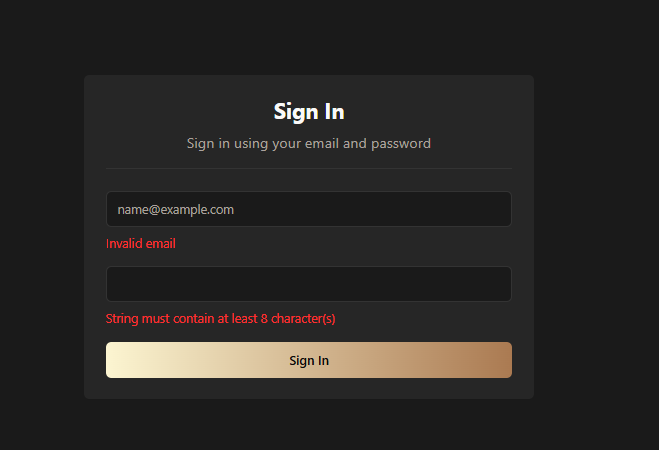 Sign In
Sign in using your email and password
name@example.com
Invalid email
String must contain at least 8 character(s)
Sign In